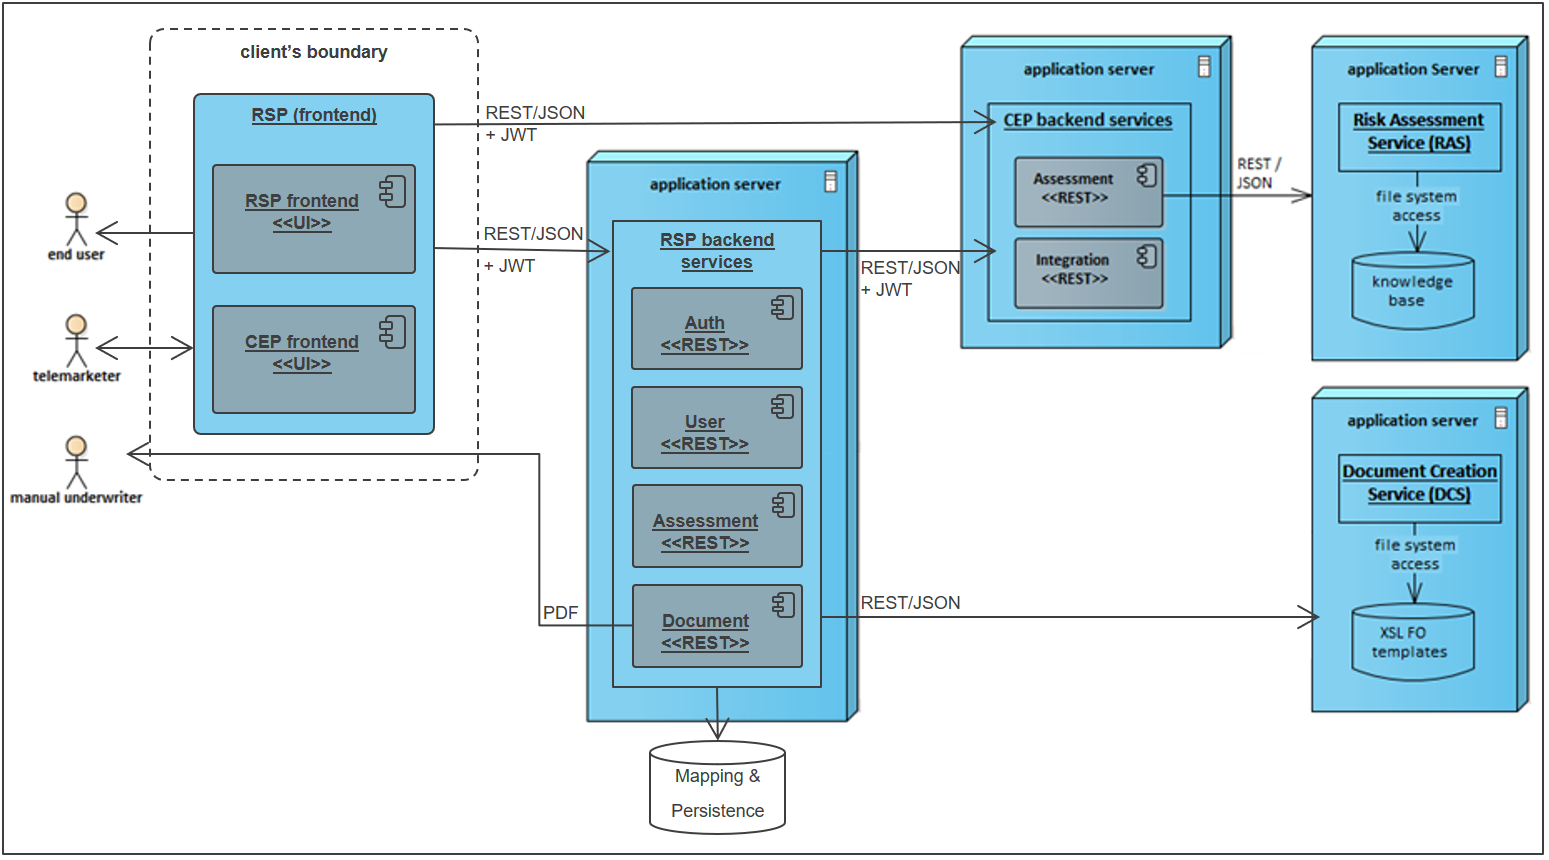 client's boundary
RSP (frontend)
RSP frontend
<<UI>>
CEP frontend
<<UI>>
end user
telemarketer
manual underwriter
REST/JSON
+ JWT
REST/JSON
+ JWT
PDF
application server
RSP backend
services
Auth
<<REST>>
User
<<REST>>
Assessment
<<REST>>
Document
<<REST>>
Mapping &
Persistence
REST/JSON
+ JWT
REST/JSON
application server
CEP backend services
Assessment
<<REST>>
Integration
<<REST>>
REST /
JSON
application Server
Risk Assessment
Service (RAS)
file system
access
knowledge
base
application server
Document Creation
Service (DCS)
file system
access
XSL FO
templates